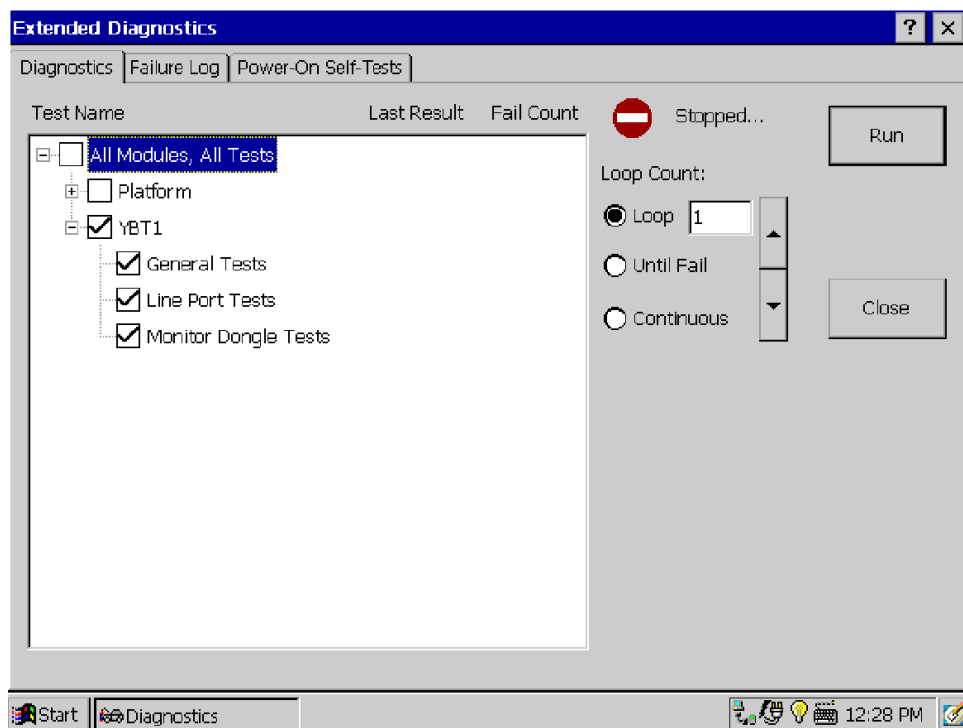 Extended Diagnostics
?
Diagnostics Failure Log Power-On Self-Tests
Test Name Last Result Fail Count
Stopped...
Run
All Modules, All Tests
Platform
YBT1
General Tests
Line Port Tests
Monitor Dongle Tests
Loop Count:
Loop 1
Until Fail
Continuous
Close
Start Diagnostics 12:28 PM